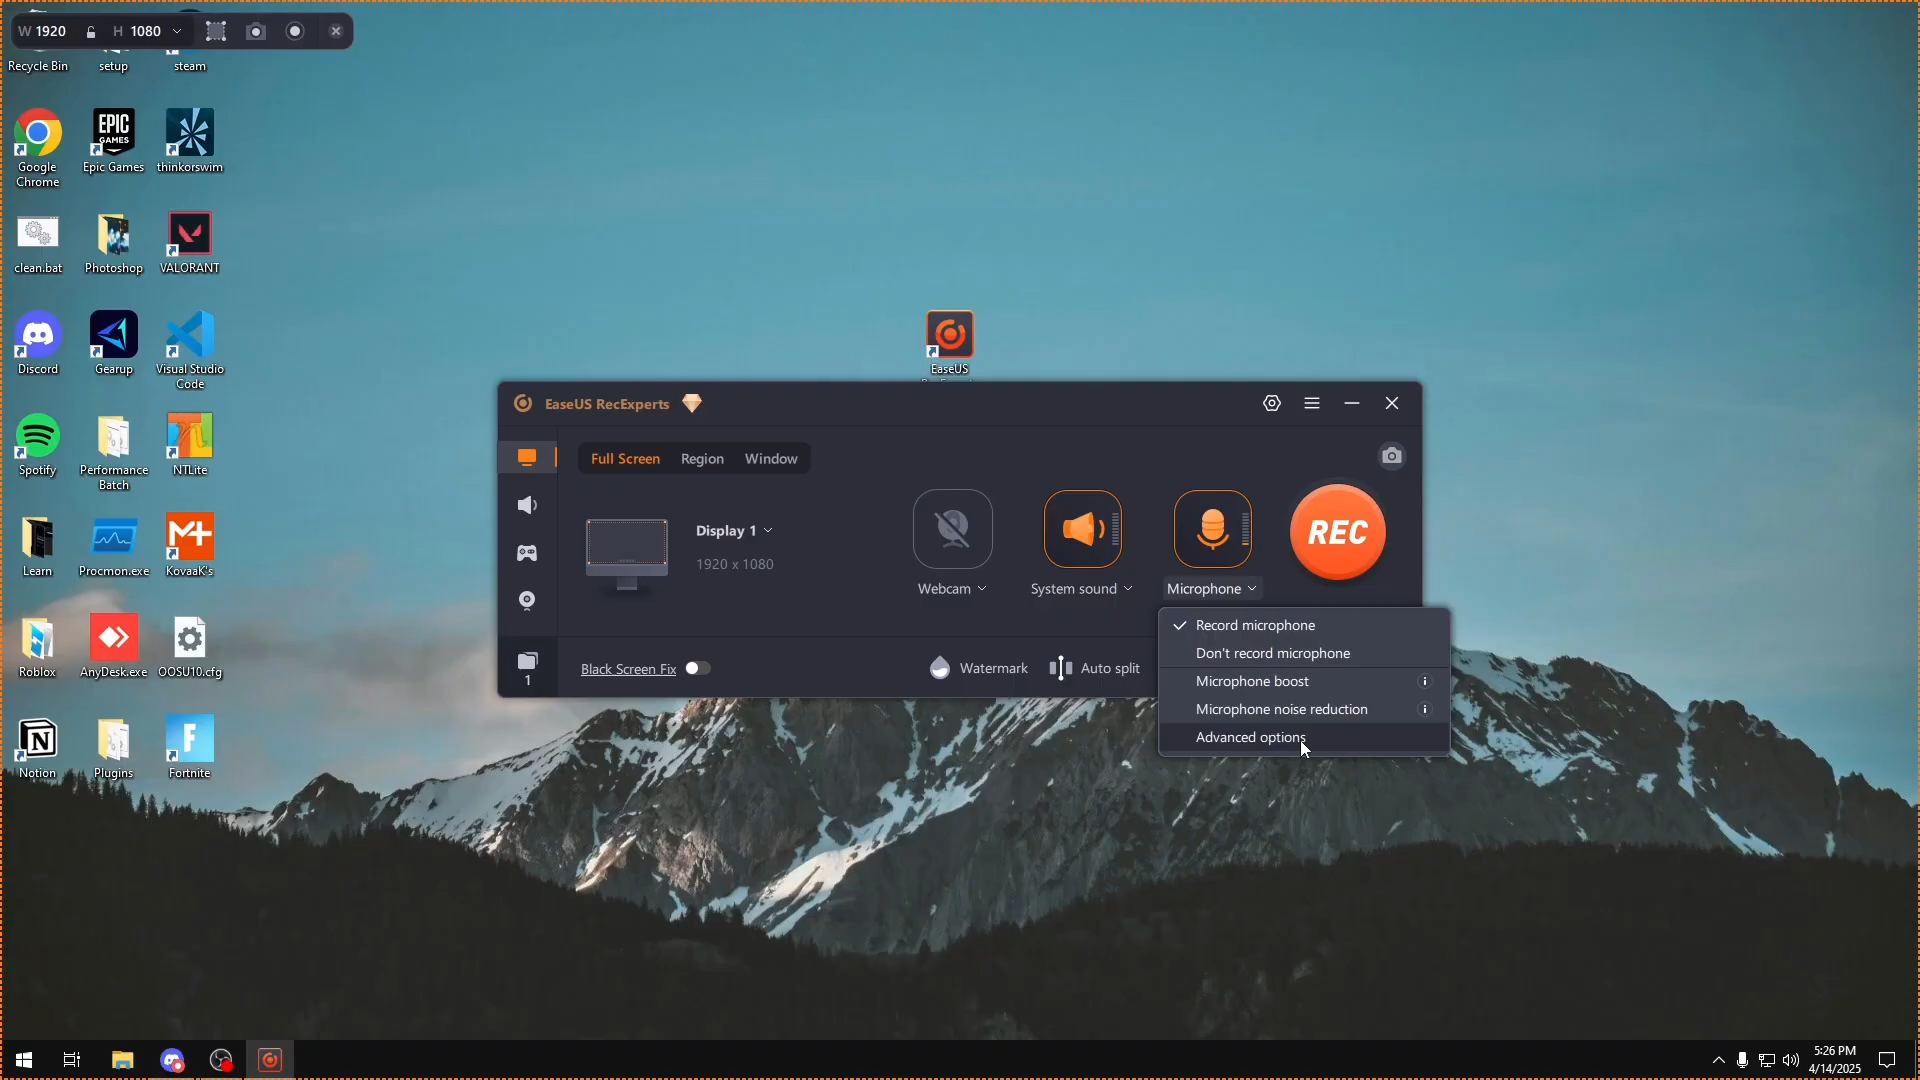 W 1920 H 1080
Recycle Bin
setup
steam
Google
Chrome
EPIC
GAMES
Epic Games
thinkorswim
clean.bat
Photoshop
VALORANT
Discord
Gearup
Visual Studio
Code
EaseUS
Spotify
Performance
Batch
NTLite
Learn
Procmon.exe
KovaaK's
Roblox
AnyDesk.exe
OOSU10.cfg
Notion
Plugins
Fortnite
EaseUS RecExperts
Full Screen Region Window
Display 1
1920 x 1080
REC
Webcam
System sound
Microphone
Record microphone
Don't record microphone
Microphone boost
Microphone noise reduction
Advanced options
1
Black Screen Fix
Watermark
Auto split
5:26 PM
4/14/2025